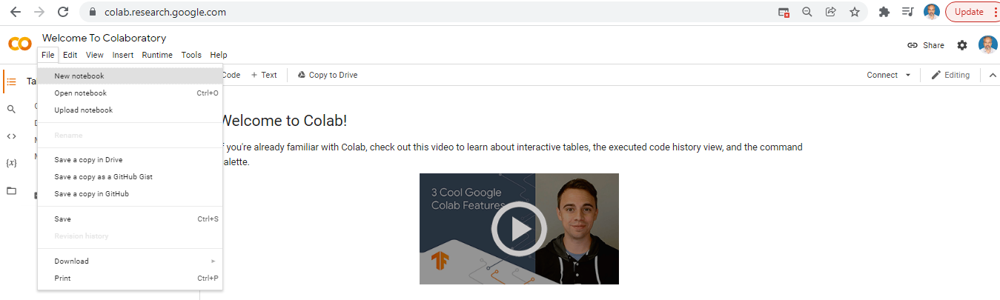 colab.research.google.com
Update
Welcome To Colaboratory
File Edit View Insert Runtime Tools Help
Share
Code + Text Copy to Drive
Connect
Editing
New notebook
Open notebook Ctrl+O
Upload notebook
Rename
Save a copy in Drive
Save a copy as a GitHub Gist
Save a copy in GitHub
Save Ctrl+S
Revision history
Download
Print Ctrl+P
Ta
{x}
Welcome to Colab!
f you're already familiar with Colab, check out this video to learn about interactive tables, the executed code history view, and the command
alette.
3 Cool Google
Colab Features